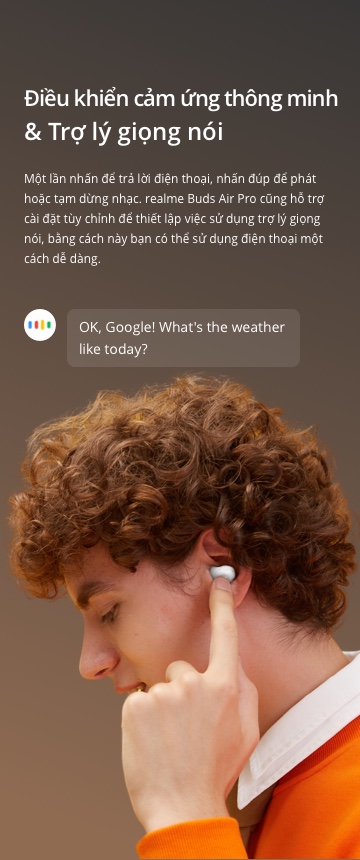 Điều khiển cảm ứng thông minh
& Trợ lý giọng nói
Một lần nhấn để trả lời điện thoại, nhấn đúp để phát
hoặc tạm dừng nhạc. realme Buds Air Pro cũng hỗ trợ
cài đặt tùy chỉnh để thiết lập việc sử dụng trợ lý giọng
nói, bằng cách này bạn có thể sử dụng điện thoại một
cách dễ dàng.
OK, Google! What's the weather
like today?